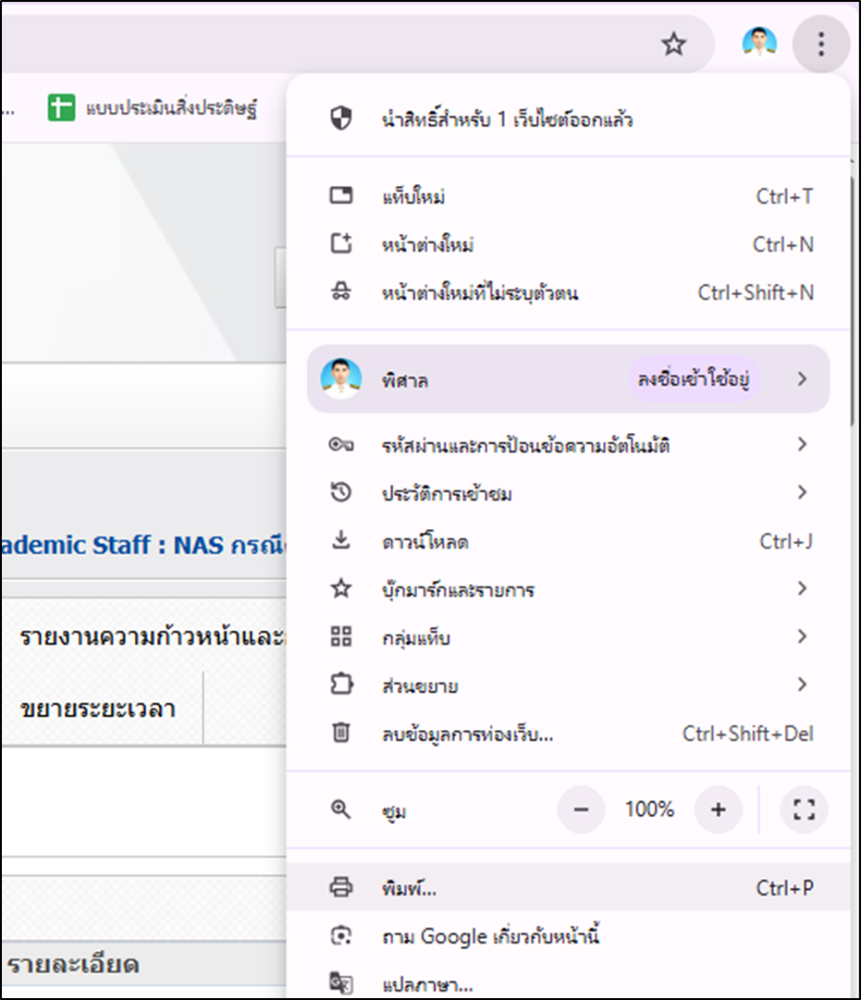 ...
แบบประเมินสิ่งประดิษฐ์
นำสิทธิ์สำหรับ 1 เว็บไซต์ออกแล้ว
แท็บใหม่ Ctrl+T
หน้าต่างใหม่ Ctrl+N
หน้าต่างใหม่ที่ไม่ระบุตัวตน Ctrl+Shift+N
พิศาล ลงชื่อเข้าใช้อยู่
รหัสผ่านและการป้อนข้อความอัตโนมัติ
ประวัติการเข้าชม
ดาวน์โหลด Ctrl+J
บุ๊กมาร์กและรายการ
กลุ่มแท็บ
ส่วนขยาย
ลบข้อมูลการท่องเว็บ... Ctrl+Shift+Del
ซูม − 100% +
พิมพ์... Ctrl+P
ถาม Google เกี่ยวกับหน้านี้
แปลภาษา...
ademic Staff : NAS กรณี
รายงานความก้าวหน้าและ
ขยายระยะเวลา
รายละเอียด